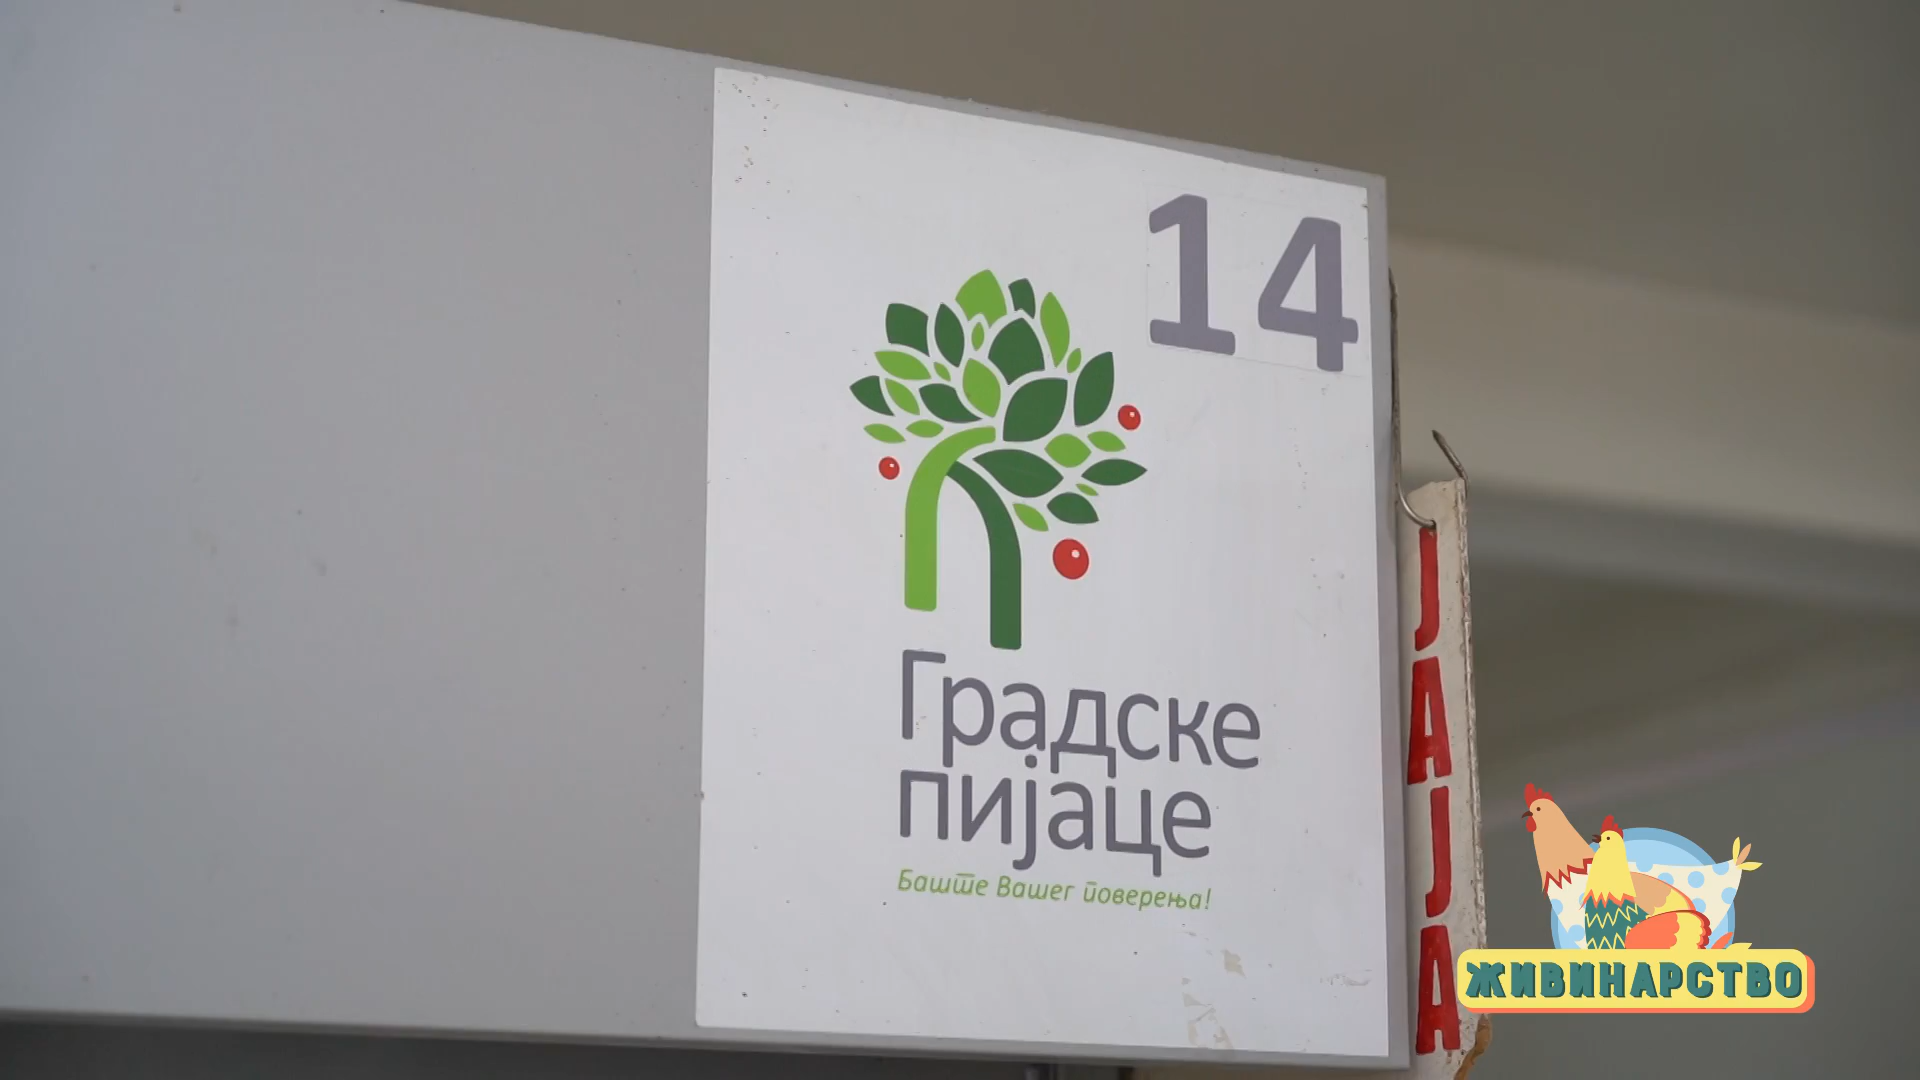 14
Градске
пијаце
Баште Вашег поверења!
ЈАЈА
ЖИВИНАРСТВО